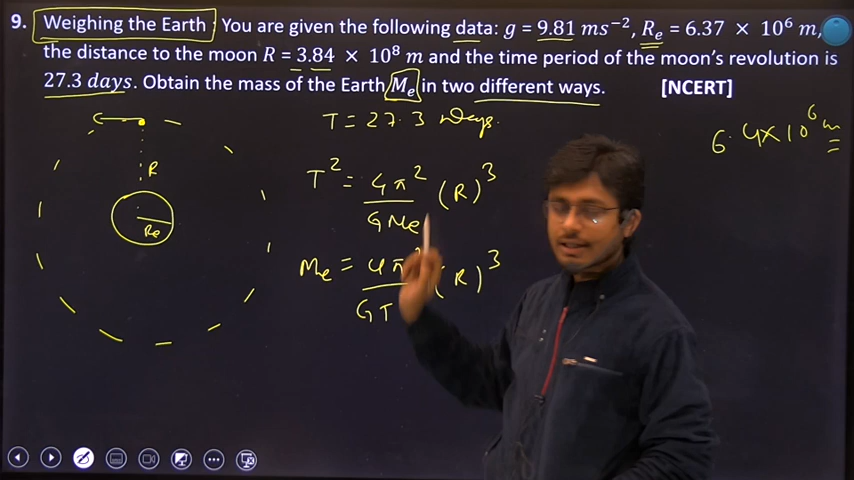 9. Weighing the Earth : You are given the following data: g = 9.81 ms⁻², Rₑ = 6.37 × 10⁶ m,
the distance to the moon R = 3.84 × 10⁸ m and the time period of the moon's revolution is
27.3 days. Obtain the mass of the Earth Mₑ in two different ways. [NCERT]
T = 27.3 days.
6.4×10⁶ m
R
T² = 4π² (R)³
GMe
Re
Me = 4π² (R)³
GT